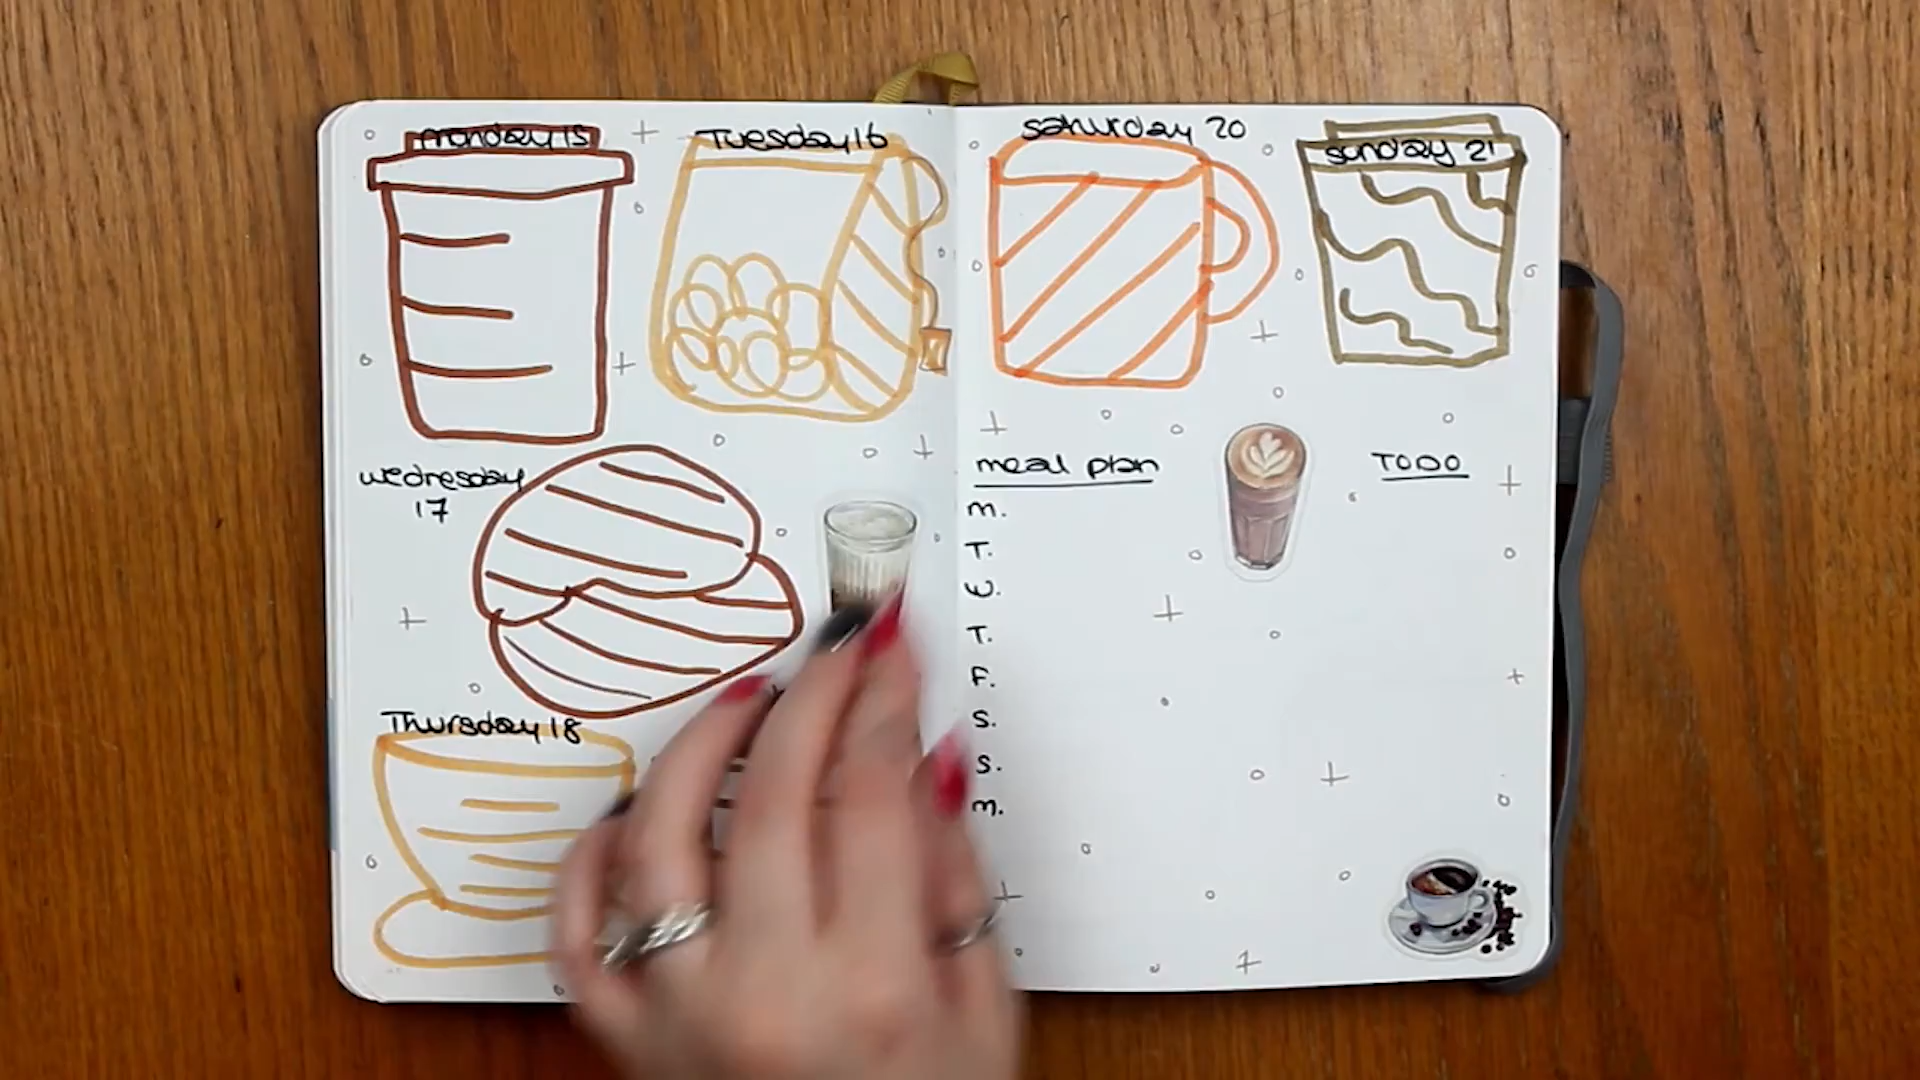 monday 15
Tuesday 16
wednesday
17
Thursday 18
saturday 20
sunday 21
meal plan
M.
T.
W.
T.
F.
S.
S.
M.
TODO